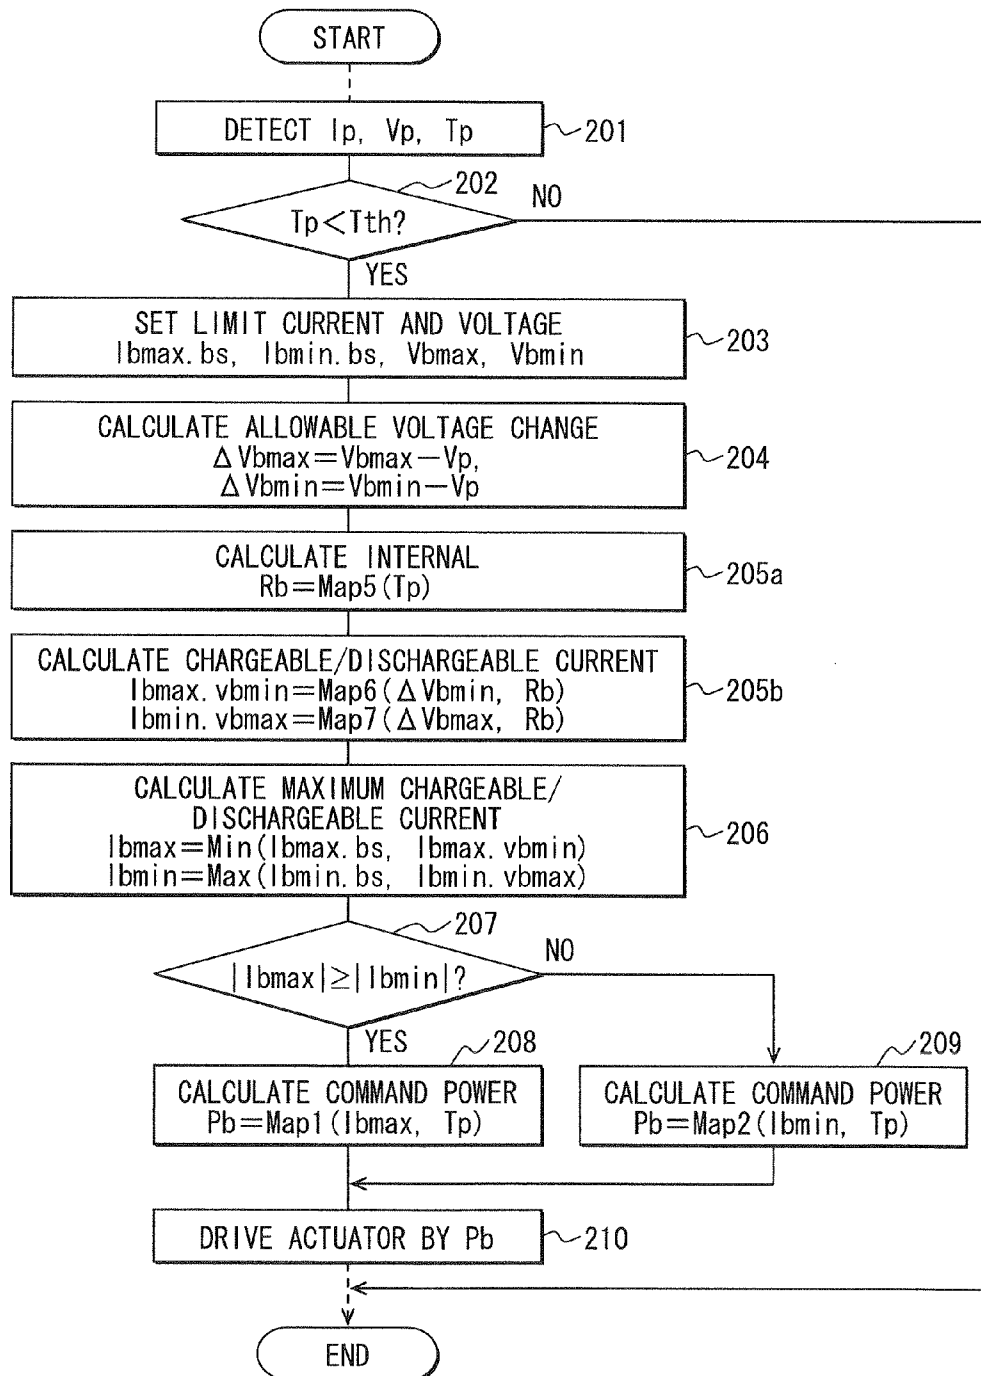 START
DETECT Ip, Vp, Tp
201
202
NO
Tp<Tth?
YES
SET LIMIT CURRENT AND VOLTAGE
Ibmax.bs, Ibmin.bs, Vbmax, Vbmin
203
CALCULATE ALLOWABLE VOLTAGE CHANGE
ΔVbmax=Vbmax−Vp,
ΔVbmin=Vbmin−Vp
204
CALCULATE INTERNAL
Rb=Map5(Tp)
205a
CALCULATE CHARGEABLE/DISCHARGEABLE CURRENT
Ibmax.vbmin=Map6(ΔVbmin, Rb)
Ibmin.vbmax=Map7(ΔVbmax, Rb)
205b
CALCULATE MAXIMUM CHARGEABLE/
DISCHARGEABLE CURRENT
Ibmax=Min(Ibmax.bs, Ibmax.vbmin)
Ibmin=Max(Ibmin.bs, Ibmin.vbmax)
206
207
NO
|Ibmax|≥|Ibmin|?
YES
208
CALCULATE COMMAND POWER
Pb=Map1(Ibmax, Tp)
209
CALCULATE COMMAND POWER
Pb=Map2(Ibmin, Tp)
DRIVE ACTUATOR BY Pb
210
END